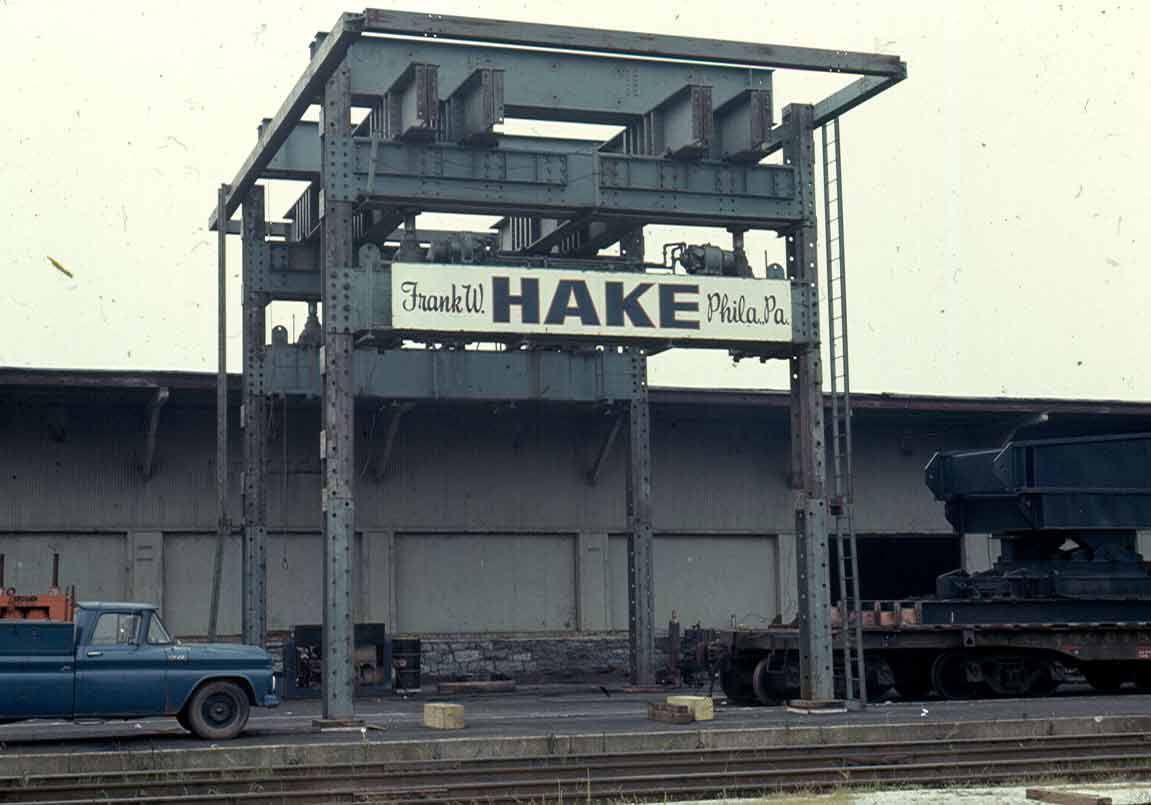 Frank W. HAKE Phila., Pa.